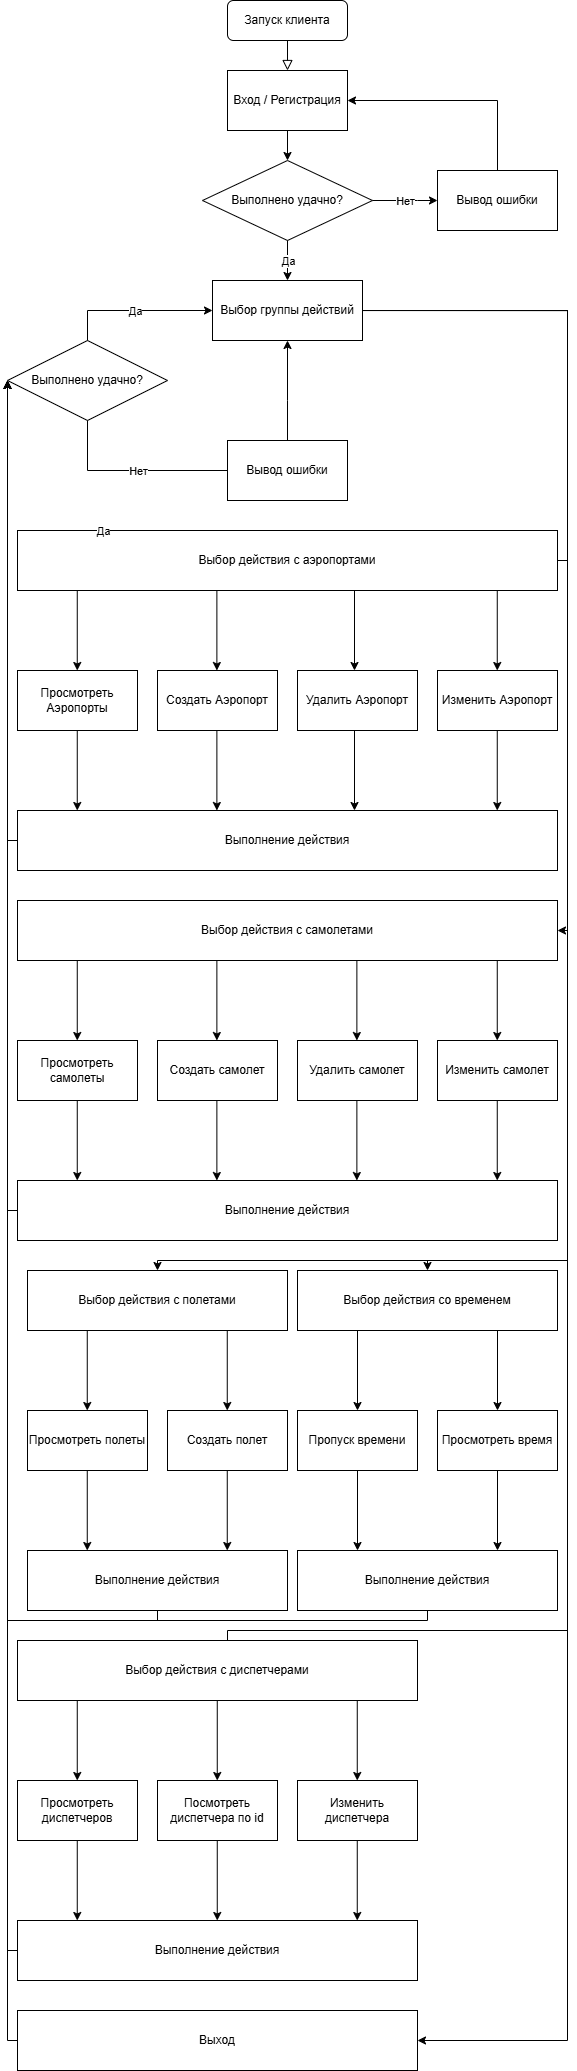 Запуск клиента
Вход / Регистрация
Выполнено удачно?
Нет
Вывод ошибки
Да
Выбор группы действий
Да
Выполнено удачно?
Нет
Вывод ошибки
Да
Выбор действия с аэропортами
Просмотреть
Аэропорты
Создать Аэропорт
Удалить Аэропорт
Изменить Аэропорт
Выполнение действия
Выбор действия с самолетами
Просмотреть
самолеты
Создать самолет
Удалить самолет
Изменить самолет
Выполнение действия
Выбор действия с полетами
Выбор действия со временем
Просмотреть полеты
Создать полет
Пропуск времени
Просмотреть время
Выполнение действия
Выполнение действия
Выбор действия с диспетчерами
Просмотреть
диспетчеров
Посмотреть
диспетчера по id
Изменить
диспетчера
Выполнение действия
Выход